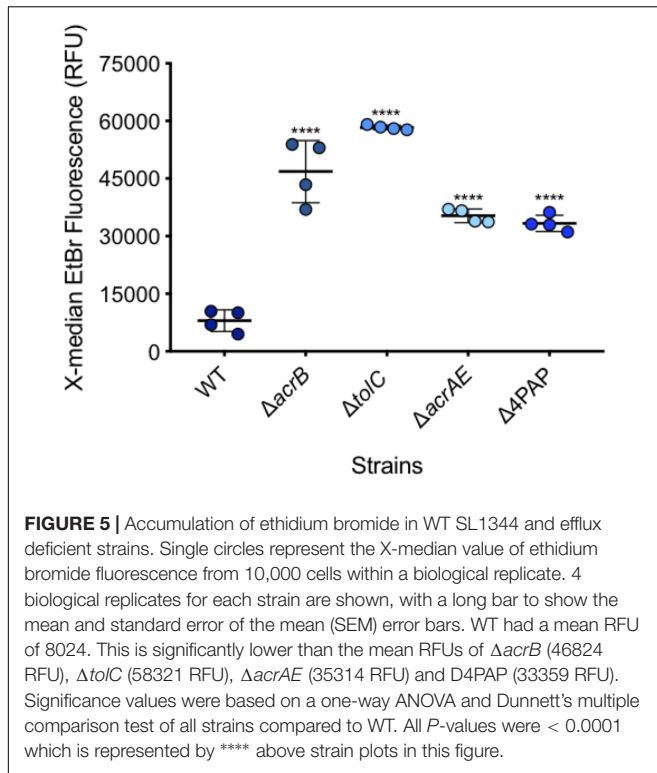 X-median EtBr Fluorescence (RFU)
75000
60000
45000
30000
15000
0
****
****
****
****
WT
ΔacrB
ΔtolC
ΔacrAE
Δ4PAP
Strains
FIGURE 5 | Accumulation of ethidium bromide in WT SL1344 and efflux
deficient strains. Single circles represent the X-median value of ethidium
bromide fluorescence from 10,000 cells within a biological replicate. 4
biological replicates for each strain are shown, with a long bar to show the
mean and standard error of the mean (SEM) error bars. WT had a mean RFU
of 8024. This is significantly lower than the mean RFUs of ΔacrB (46824
RFU), ΔtolC (58321 RFU), ΔacrAE (35314 RFU) and D4PAP (33359 RFU).
Significance values were based on a one-way ANOVA and Dunnett's multiple
comparison test of all strains compared to WT. All P-values were < 0.0001
which is represented by **** above strain plots in this figure.